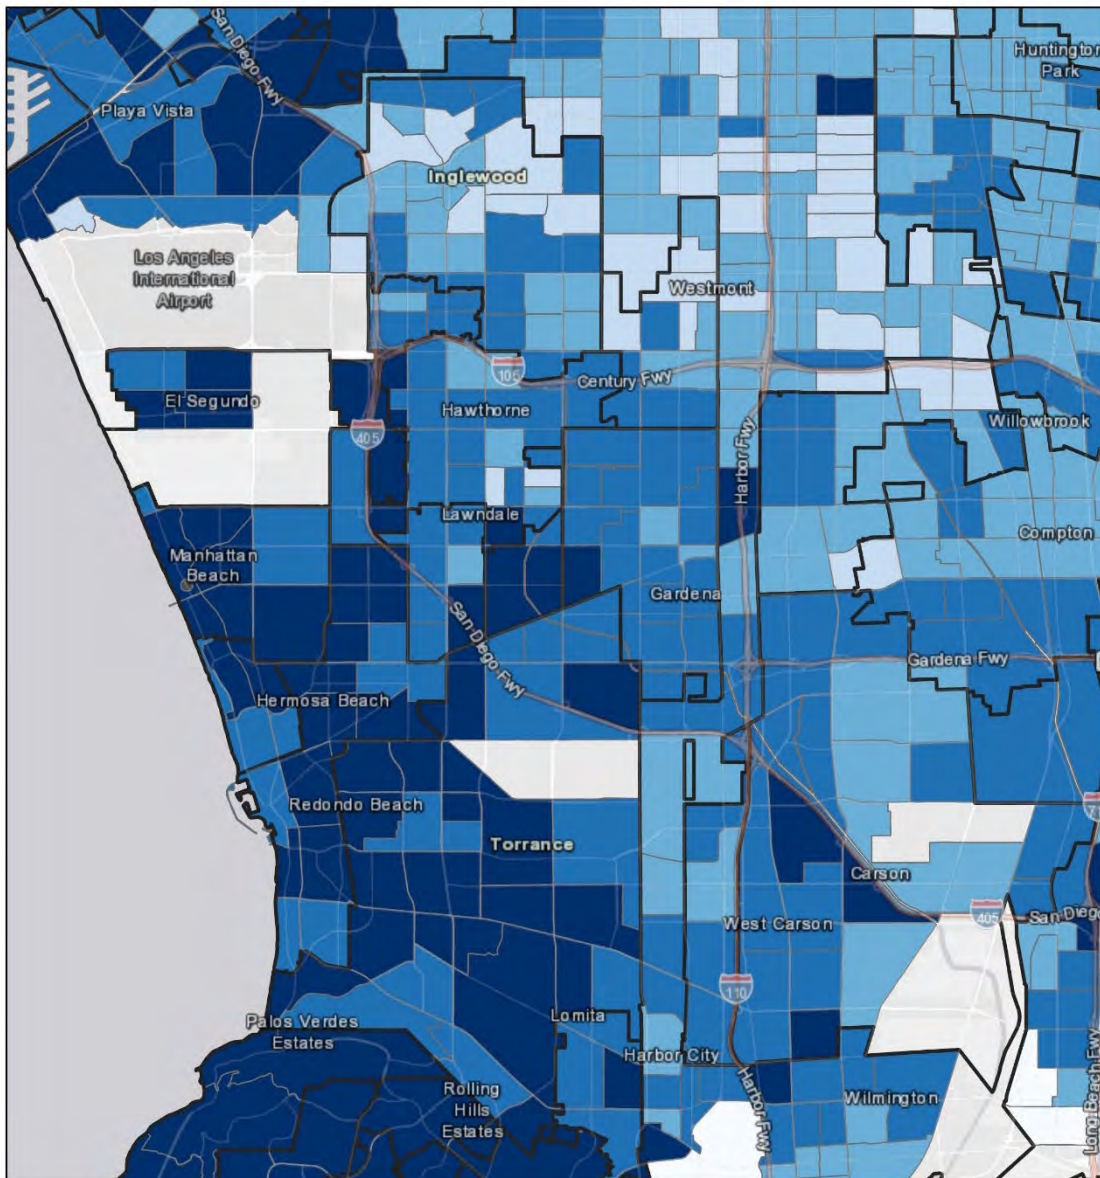 San Diego Fwy
Huntington
Park
Playa Vista
Inglewood
Los Angeles
International
Airport
Westmont
105
Century Fwy
El Segundo
Hawthorne
405
Willowbrook
Harbor Fwy
Lawndale
Compton
Manhattan
Beach
Gardena
San Diego Fwy
Gardena Fwy
Hermosa Beach
Redondo Beach
Torrance
Carson
405
San Diego
West Carson
110
Lomita
Palos Verdes
Estates
Harbor City
Long Beach Fwy
Rolling
Hills
Estates
Harbor Fwy
Wilmington